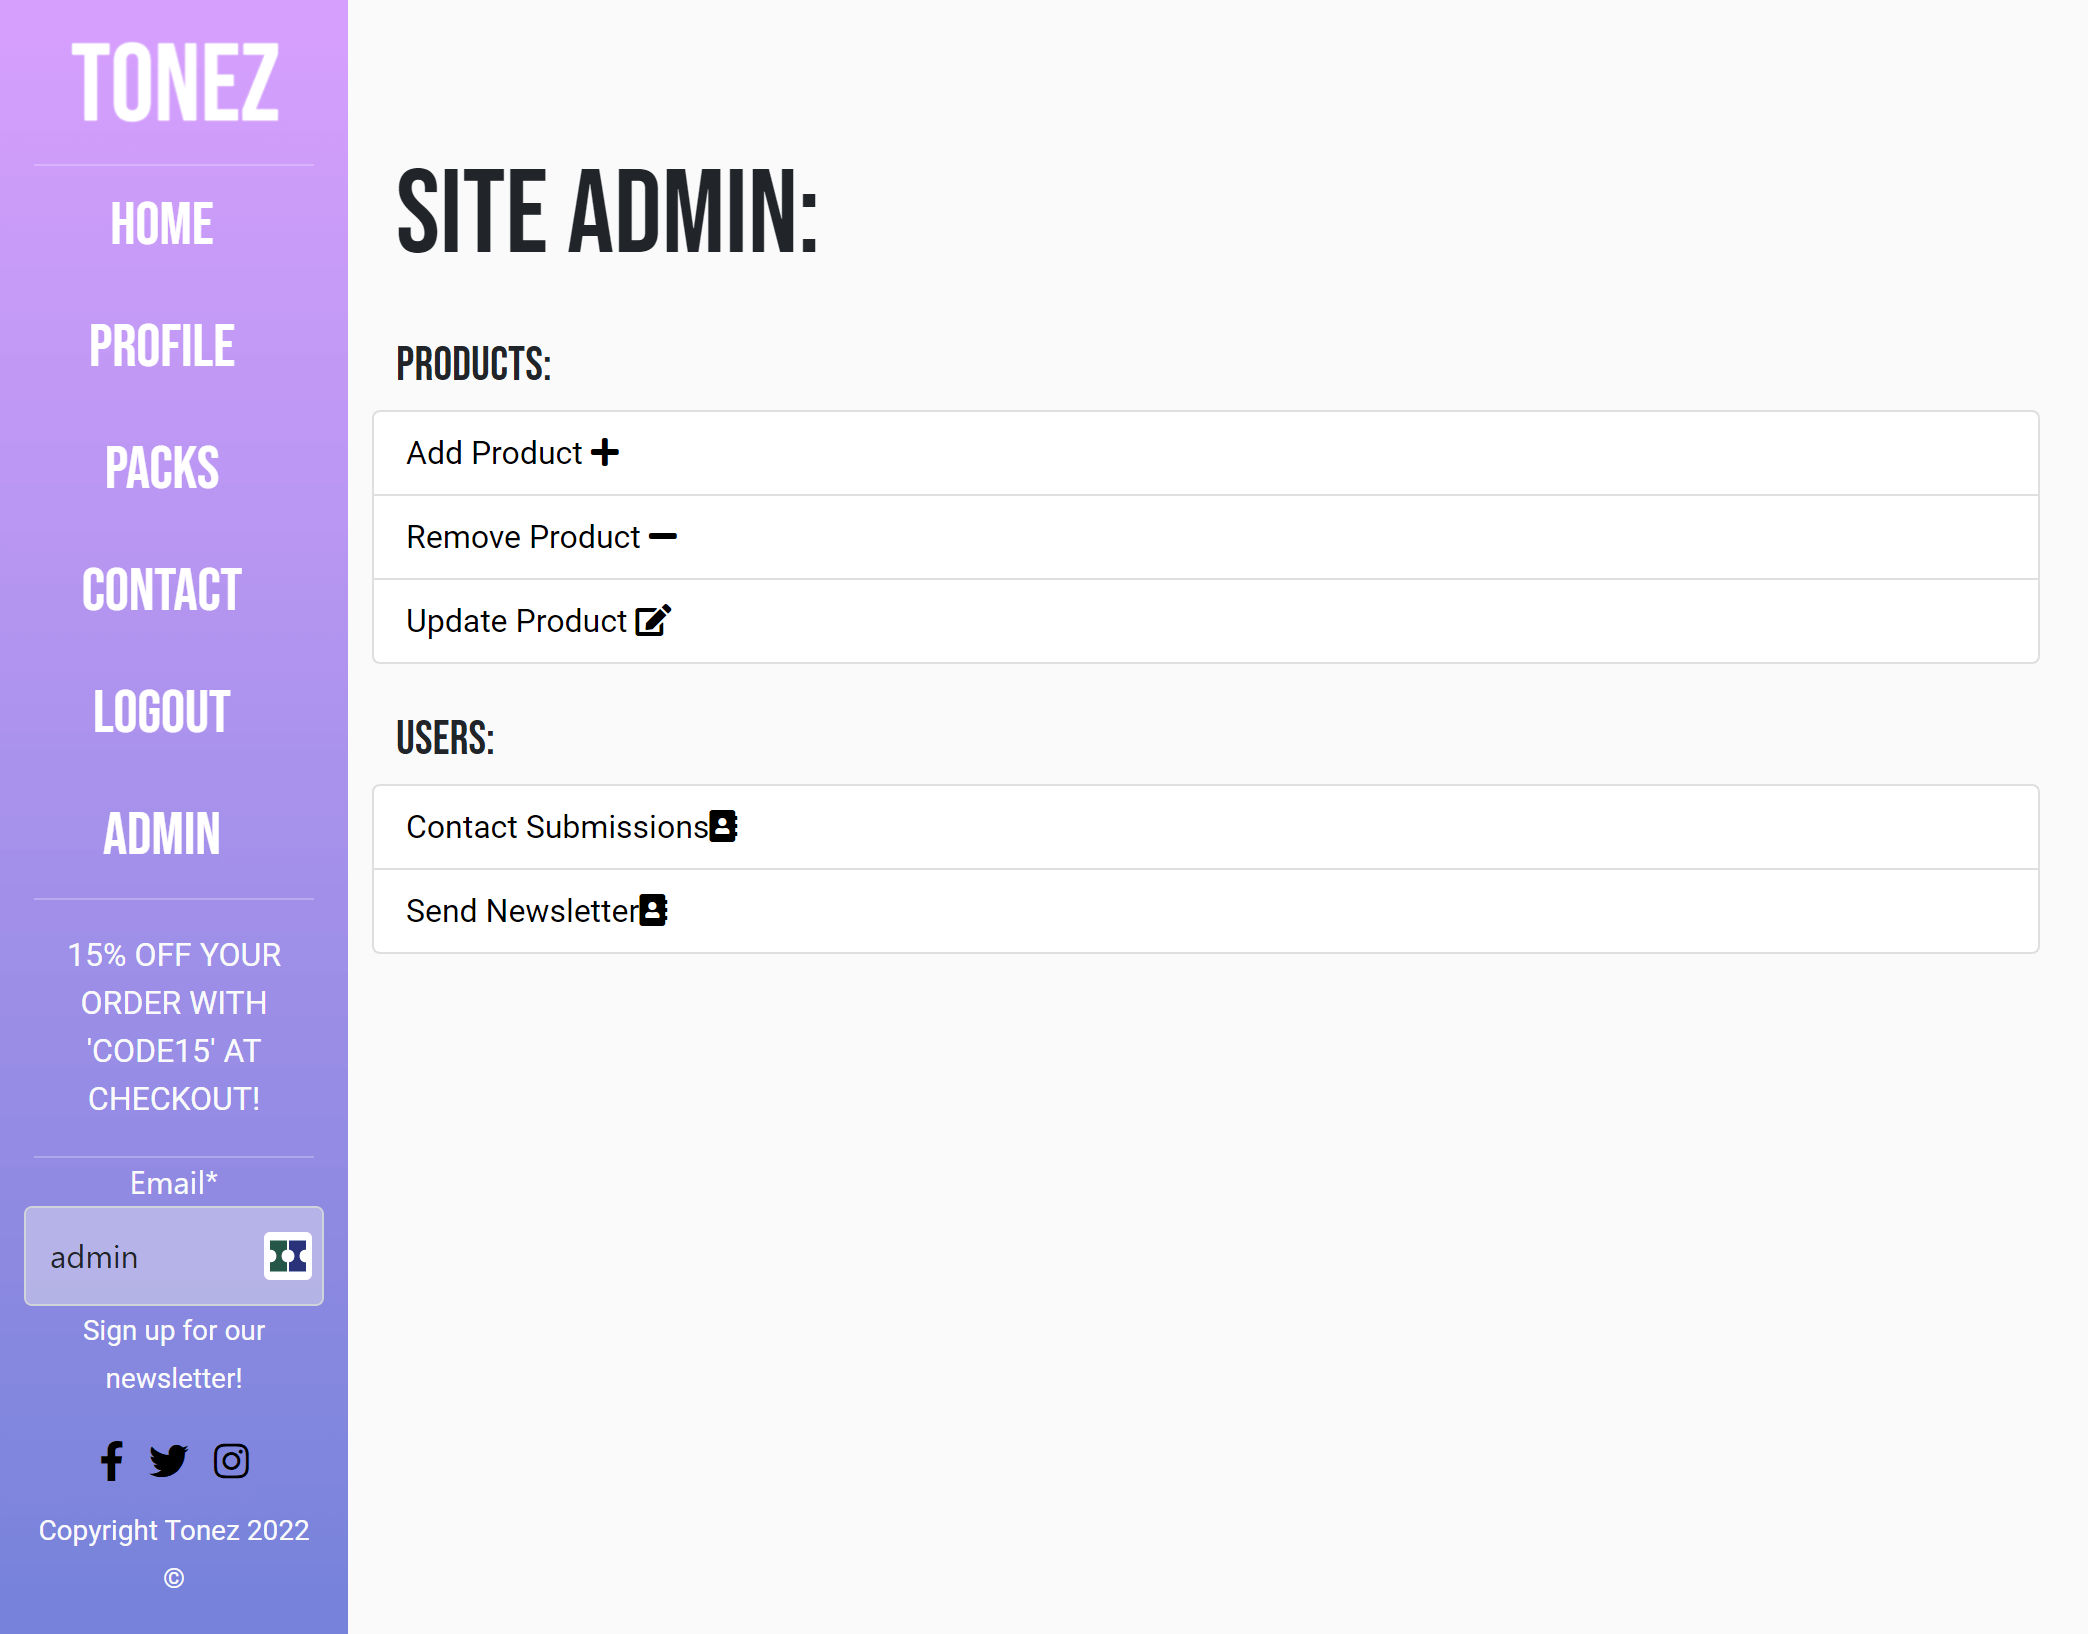 TONEZ
HOME
PROFILE
PACKS
CONTACT
LOGOUT
ADMIN
15% OFF YOUR
ORDER WITH
'CODE15' AT
CHECKOUT!
Email*
admin
Sign up for our
newsletter!
Copyright Tonez 2022
©
SITE ADMIN:
PRODUCTS:
Add Product
Remove Product
Update Product
USERS:
Contact Submissions
Send Newsletter